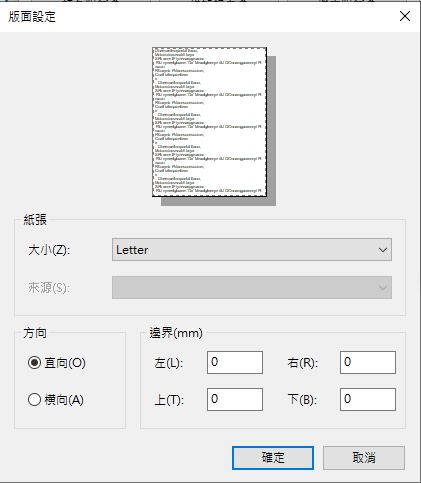 版面設定
紙張
大小(Z):
Letter
來源(S):
方向
直向(O)
橫向(A)
邊界(mm)
左(L):
0
右(R):
0
上(T):
0
下(B):
0
確定
取消